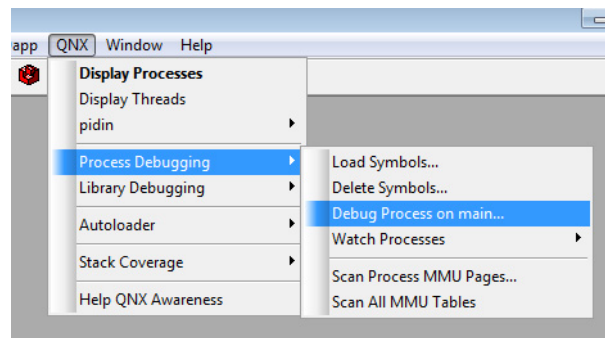 app QNX Window Help
Display Processes
Display Threads
pidin
Process Debugging
Library Debugging
Autoloader
Stack Coverage
Help QNX Awareness
Load Symbols...
Delete Symbols...
Debug Process on main...
Watch Processes
Scan Process MMU Pages...
Scan All MMU Tables